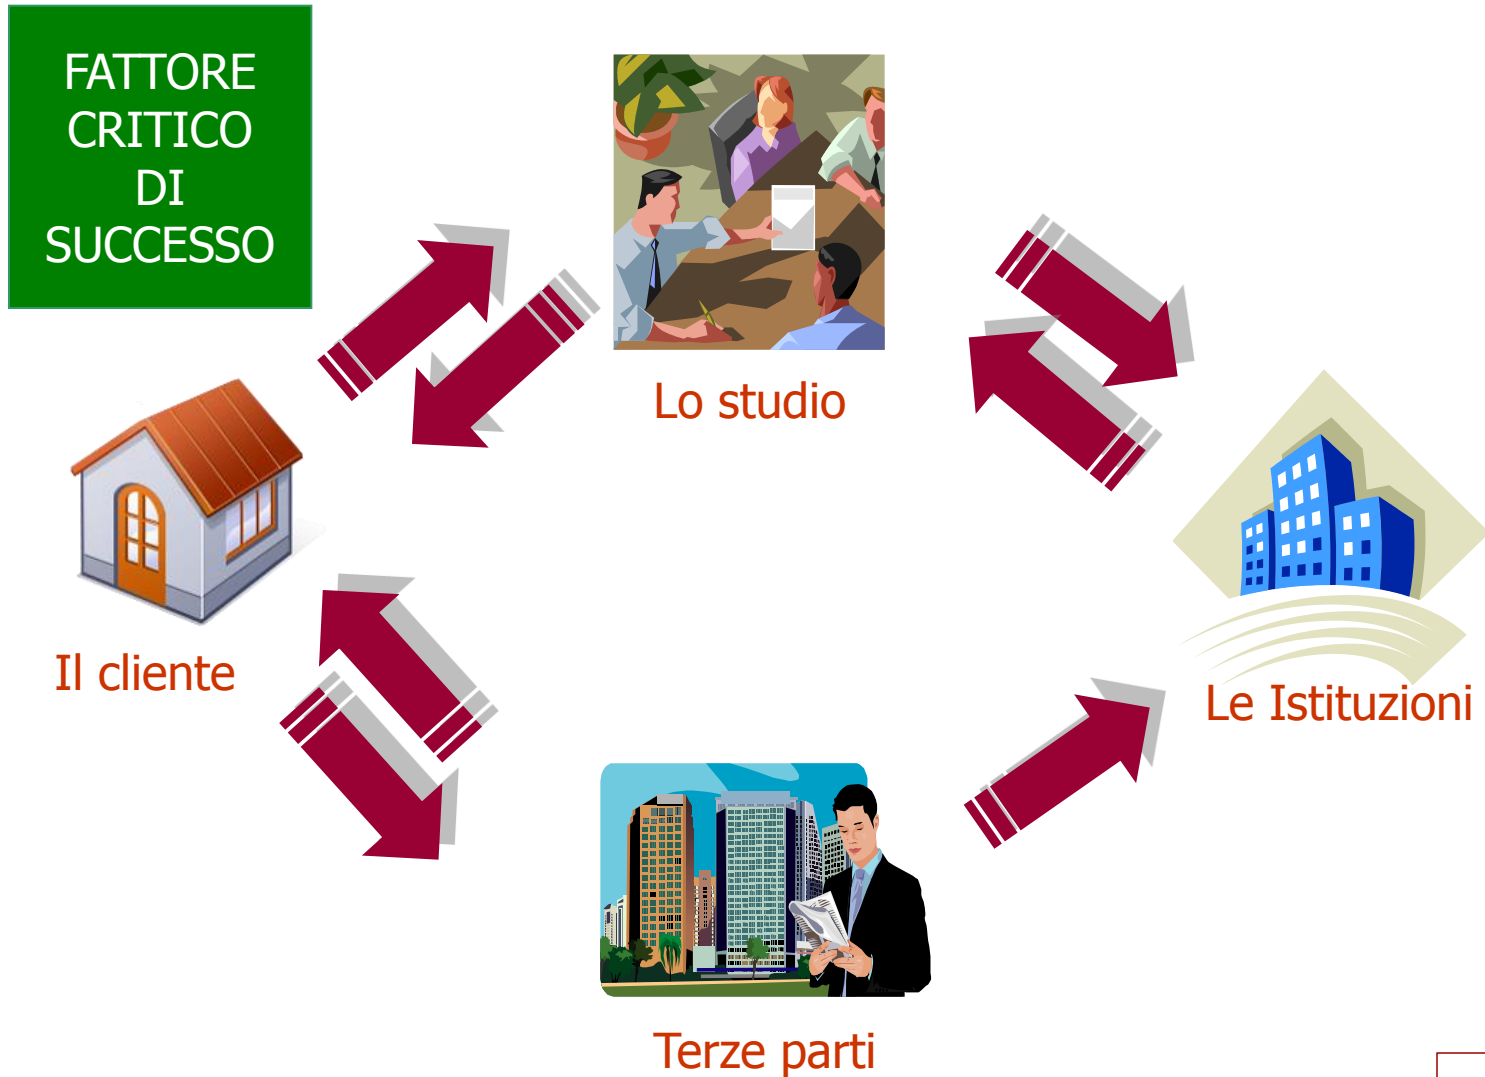 FATTORE
CRITICO
DI
SUCCESSO
Lo studio
Il cliente
Le Istituzioni
Terze parti